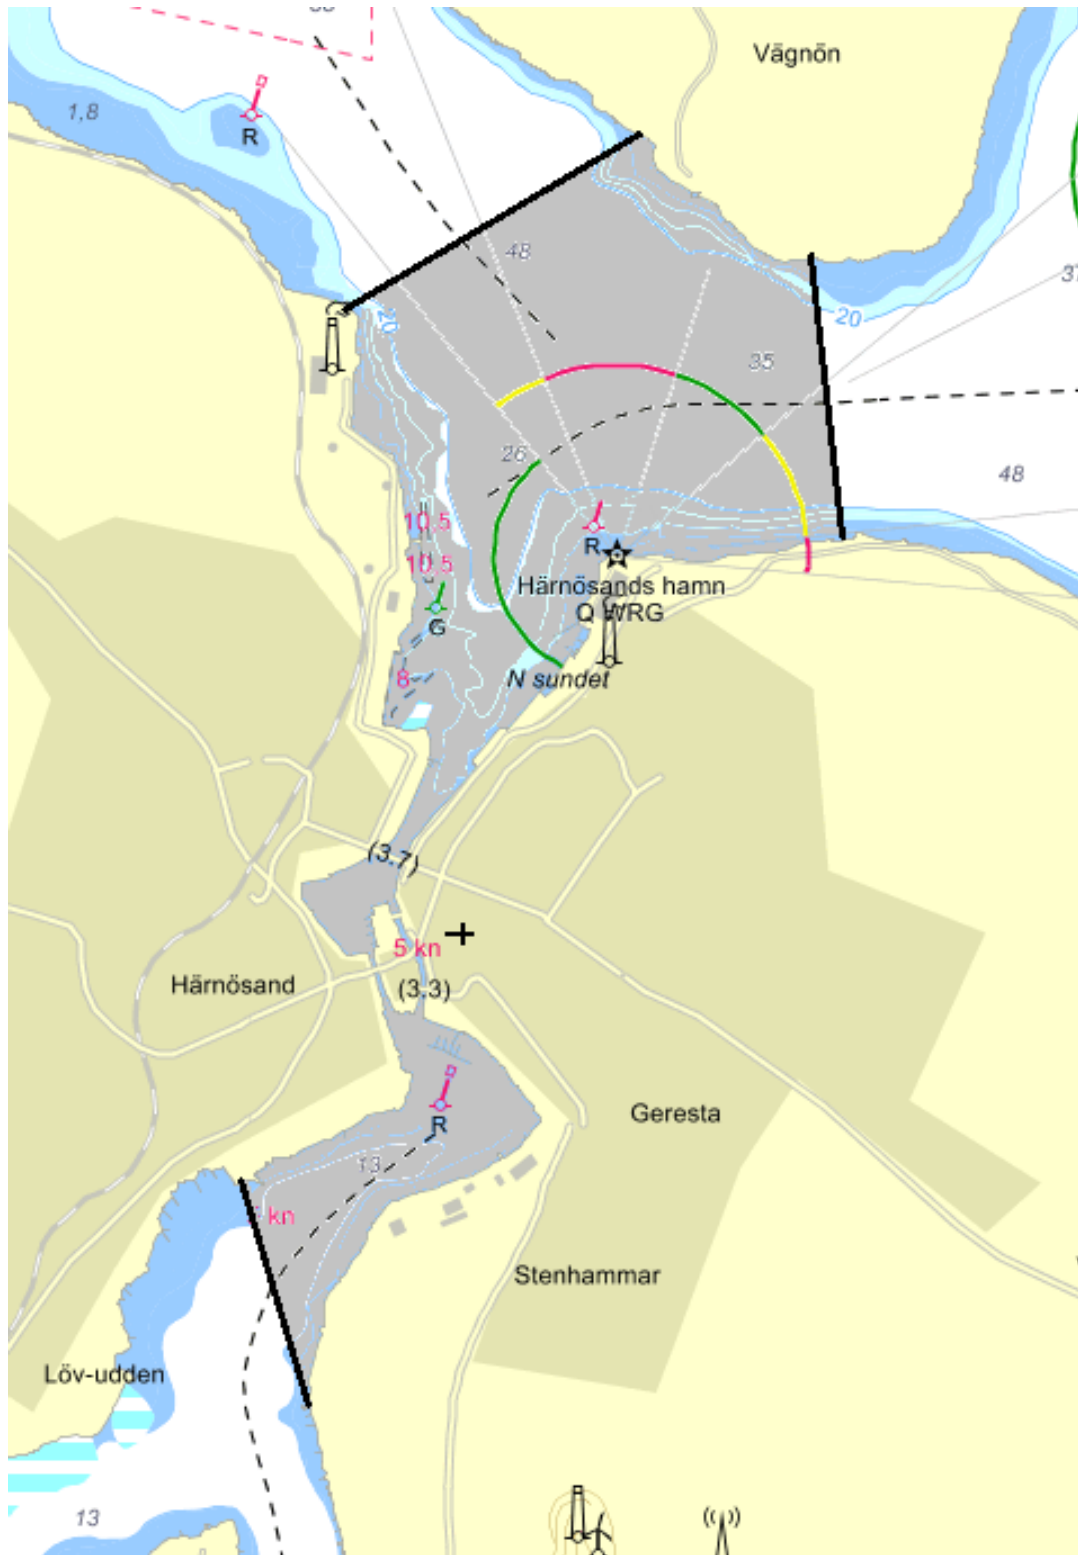 Vägnön
1,8
R
48
20
20
35
26
48
10.5
R
10.5
Härnösands hamn
Q WRG
G
8
N sundet
(3.7)
5 kn
Härnösand
(3.3)
R
Geresta
13
kn
Stenhammar
Löv-udden
13